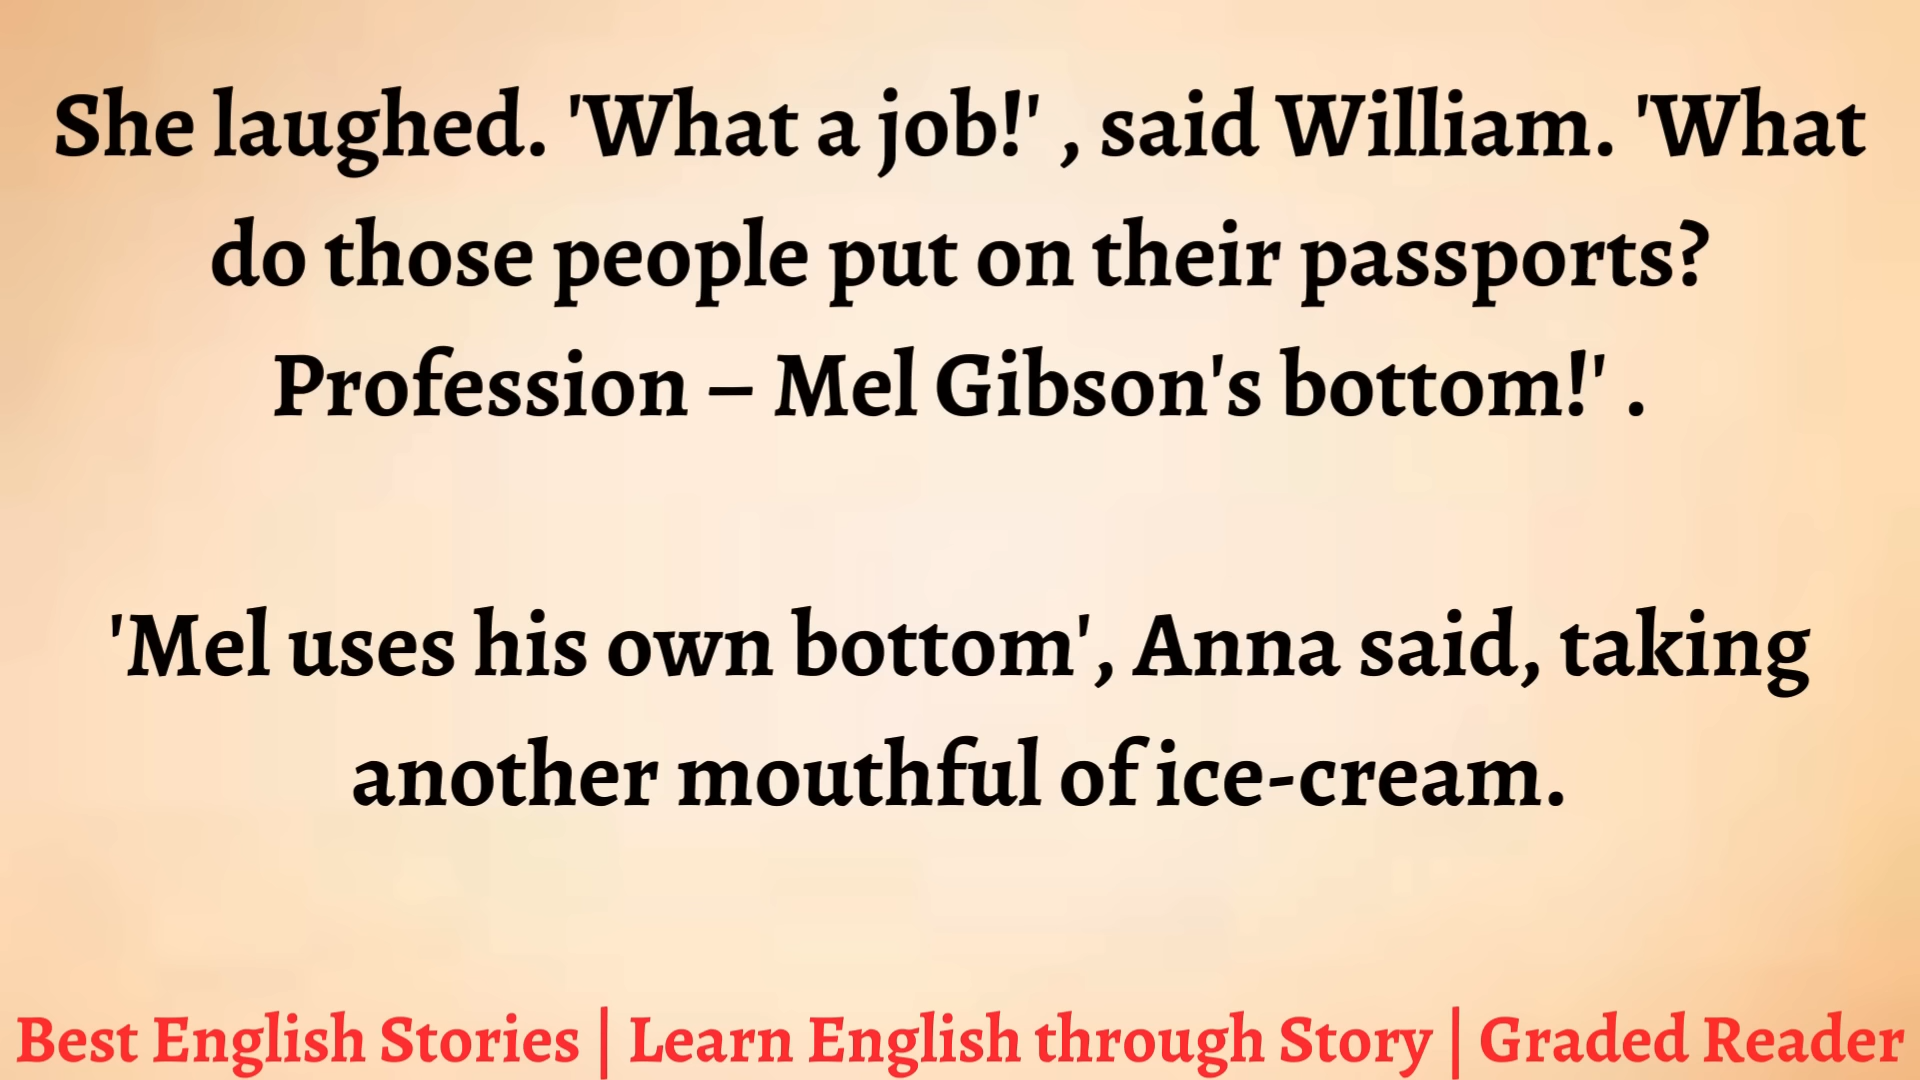 She laughed. 'What a job!' , said William. 'What
do those people put on their passports?
Profession – Mel Gibson's bottom!' .
'Mel uses his own bottom', Anna said, taking
another mouthful of ice-cream.
Best English Stories | Learn English through Story | Graded Reader